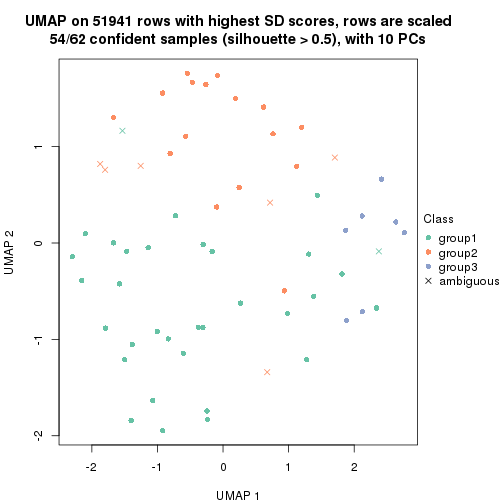 UMAP on 51941 rows with highest SD scores, rows are scaled
54/62 confident samples (silhouette > 0.5), with 10 PCs
UMAP 2
1
0
-1
-2
-2
-1
0
1
2
UMAP 1
Class
group1
group2
group3
ambiguous